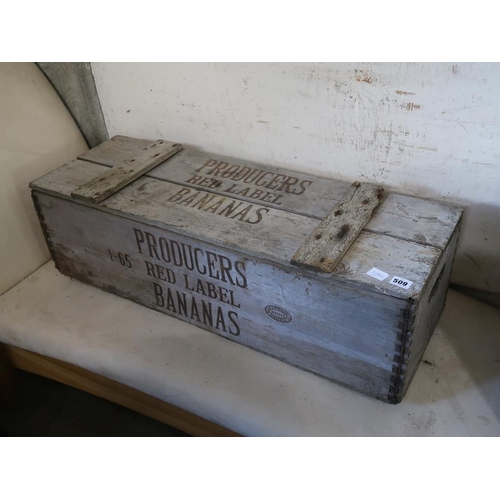 PRODUCERS
RED LABEL
BANANAS
PRODUCERS
1-65 RED LABEL
BANANAS
509